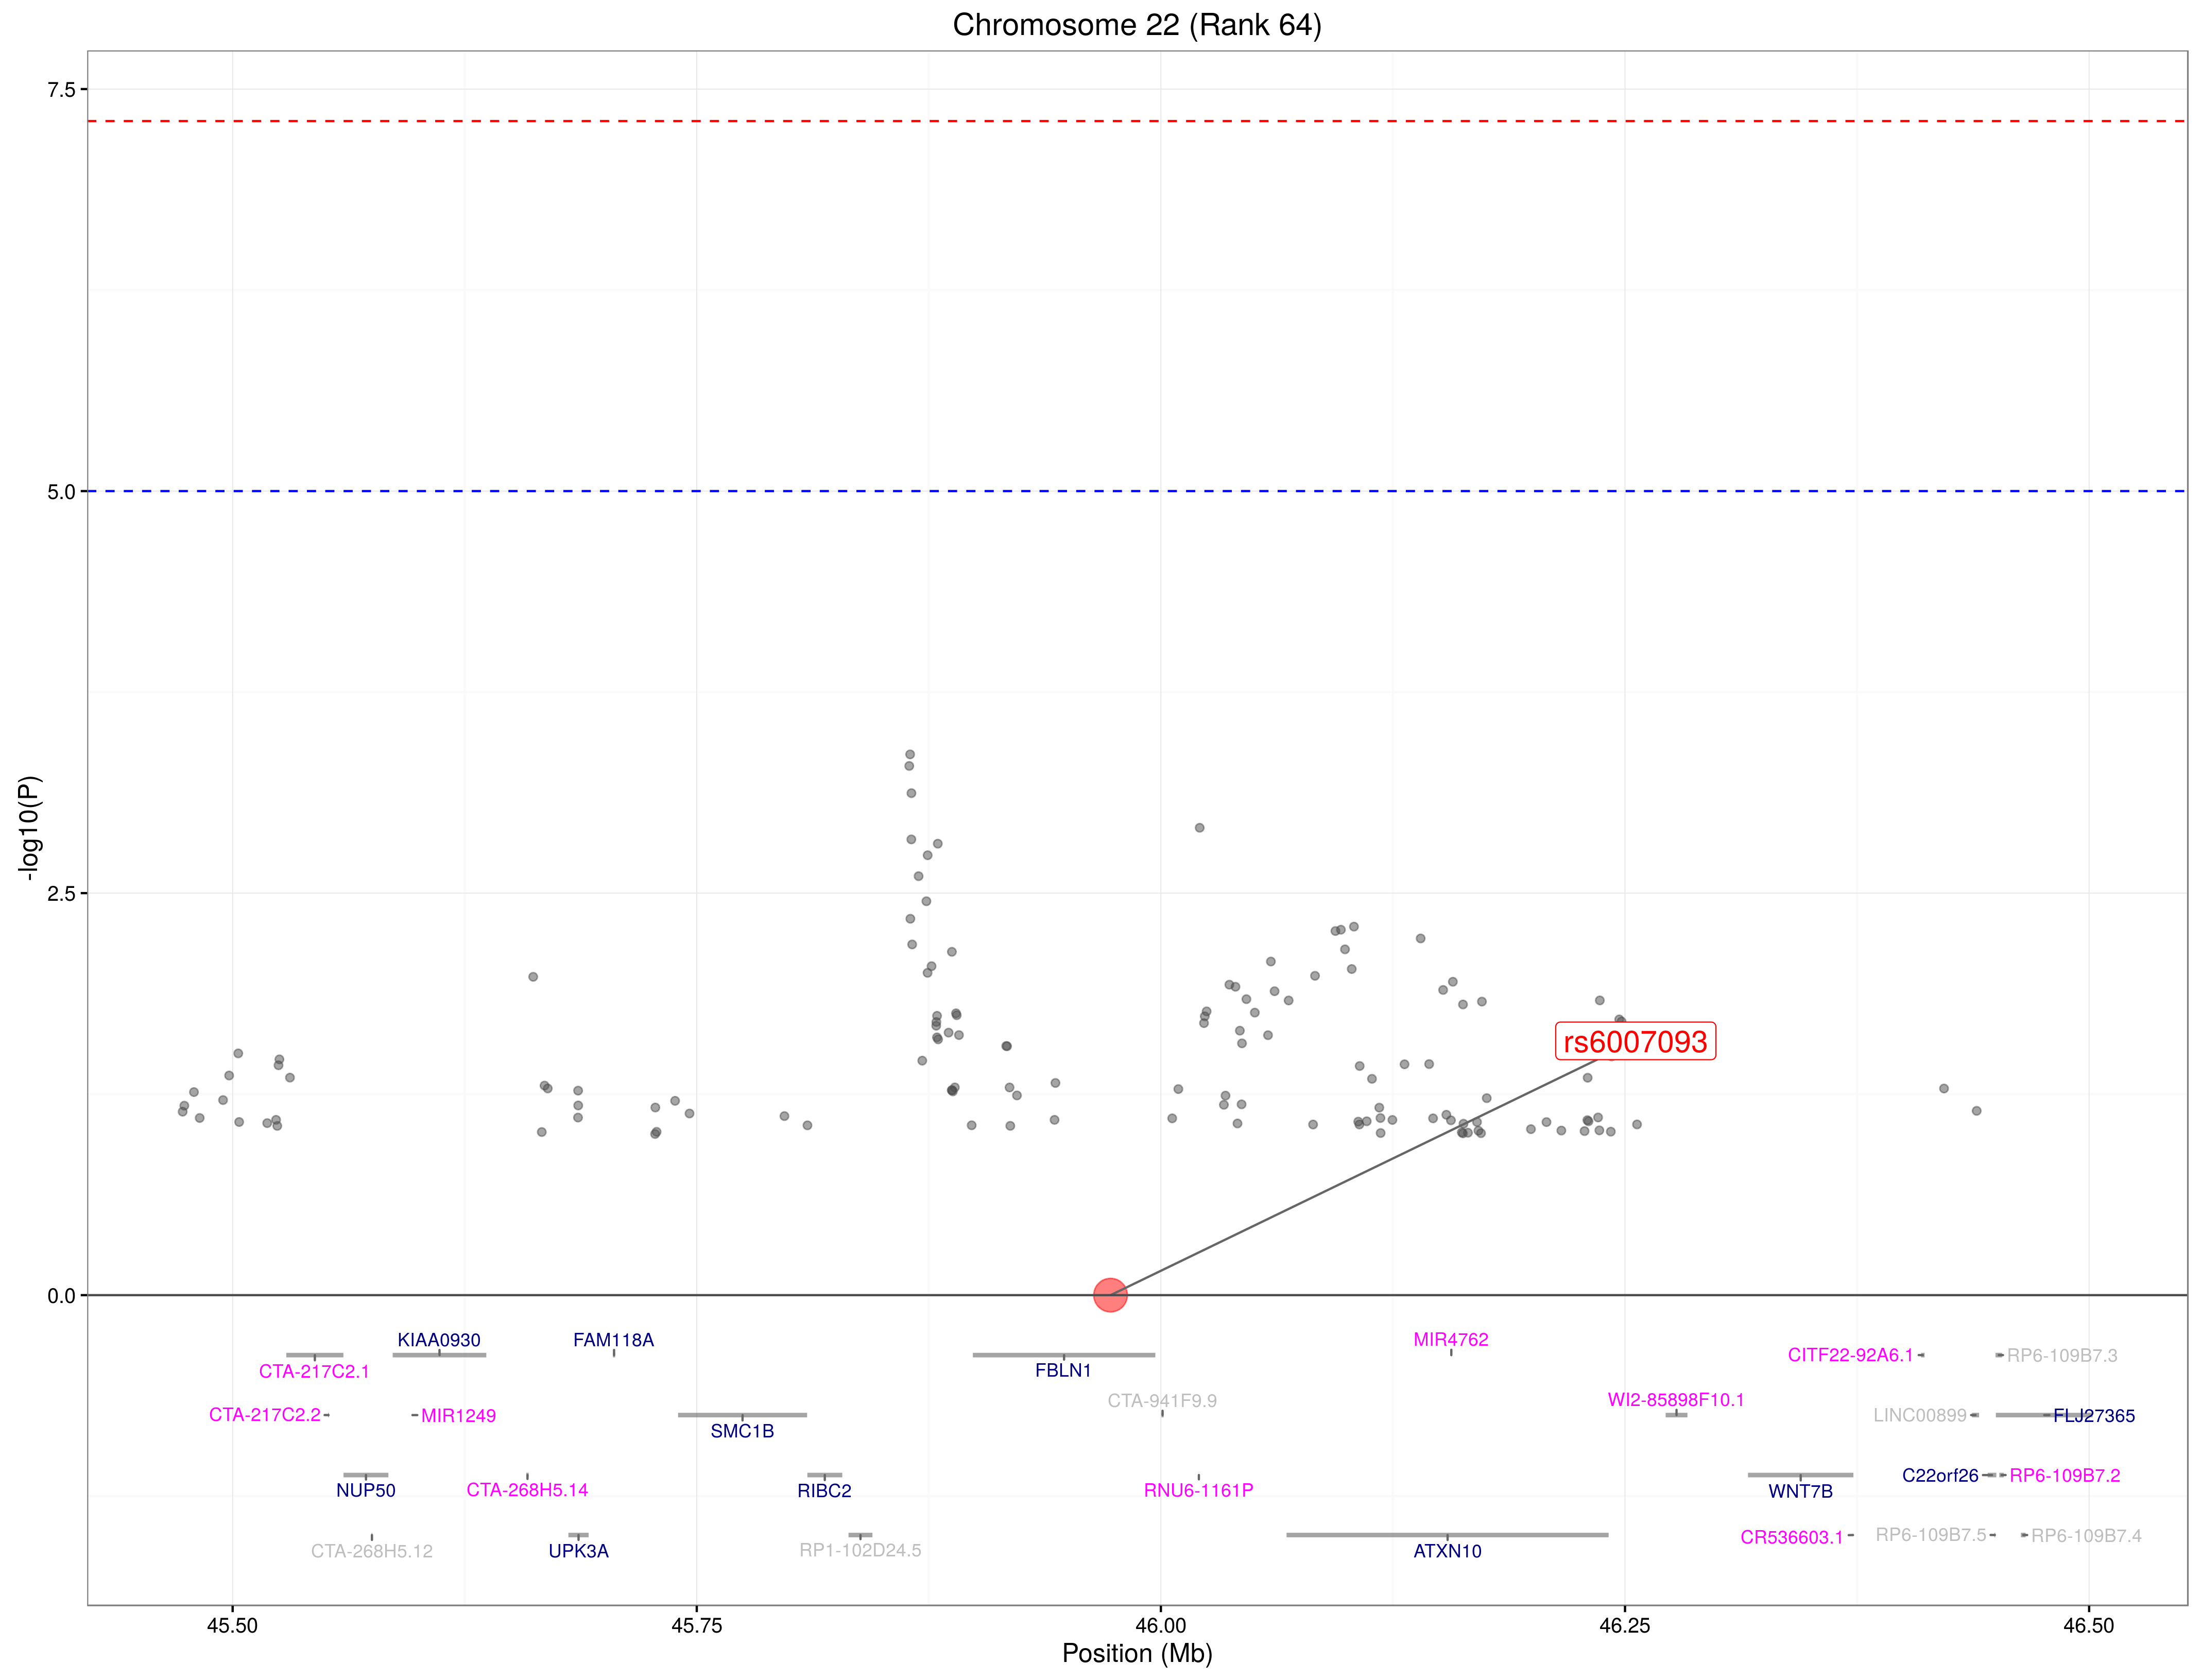 Chromosome 22 (Rank 64)
7.5
5.0
-log10(P)
2.5
rs6007093
0.0
KIAA0930 FAM118A MIR4762
CITF22-92A6.1 RP6-109B7.3
CTA-217C2.1 FBLN1
CTA-941F9.9 WI2-85898F10.1
CTA-217C2.2 MIR1249 LINC00899 FLJ27365
SMC1B
C22orf26 RP6-109B7.2
NUP50 CTA-268H5.14 RIBC2 RNU6-1161P WNT7B
CR536603.1 RP6-109B7.5 RP6-109B7.4
CTA-268H5.12 UPK3A RP1-102D24.5 ATXN10
45.50 45.75 46.00 46.25 46.50
Position (Mb)